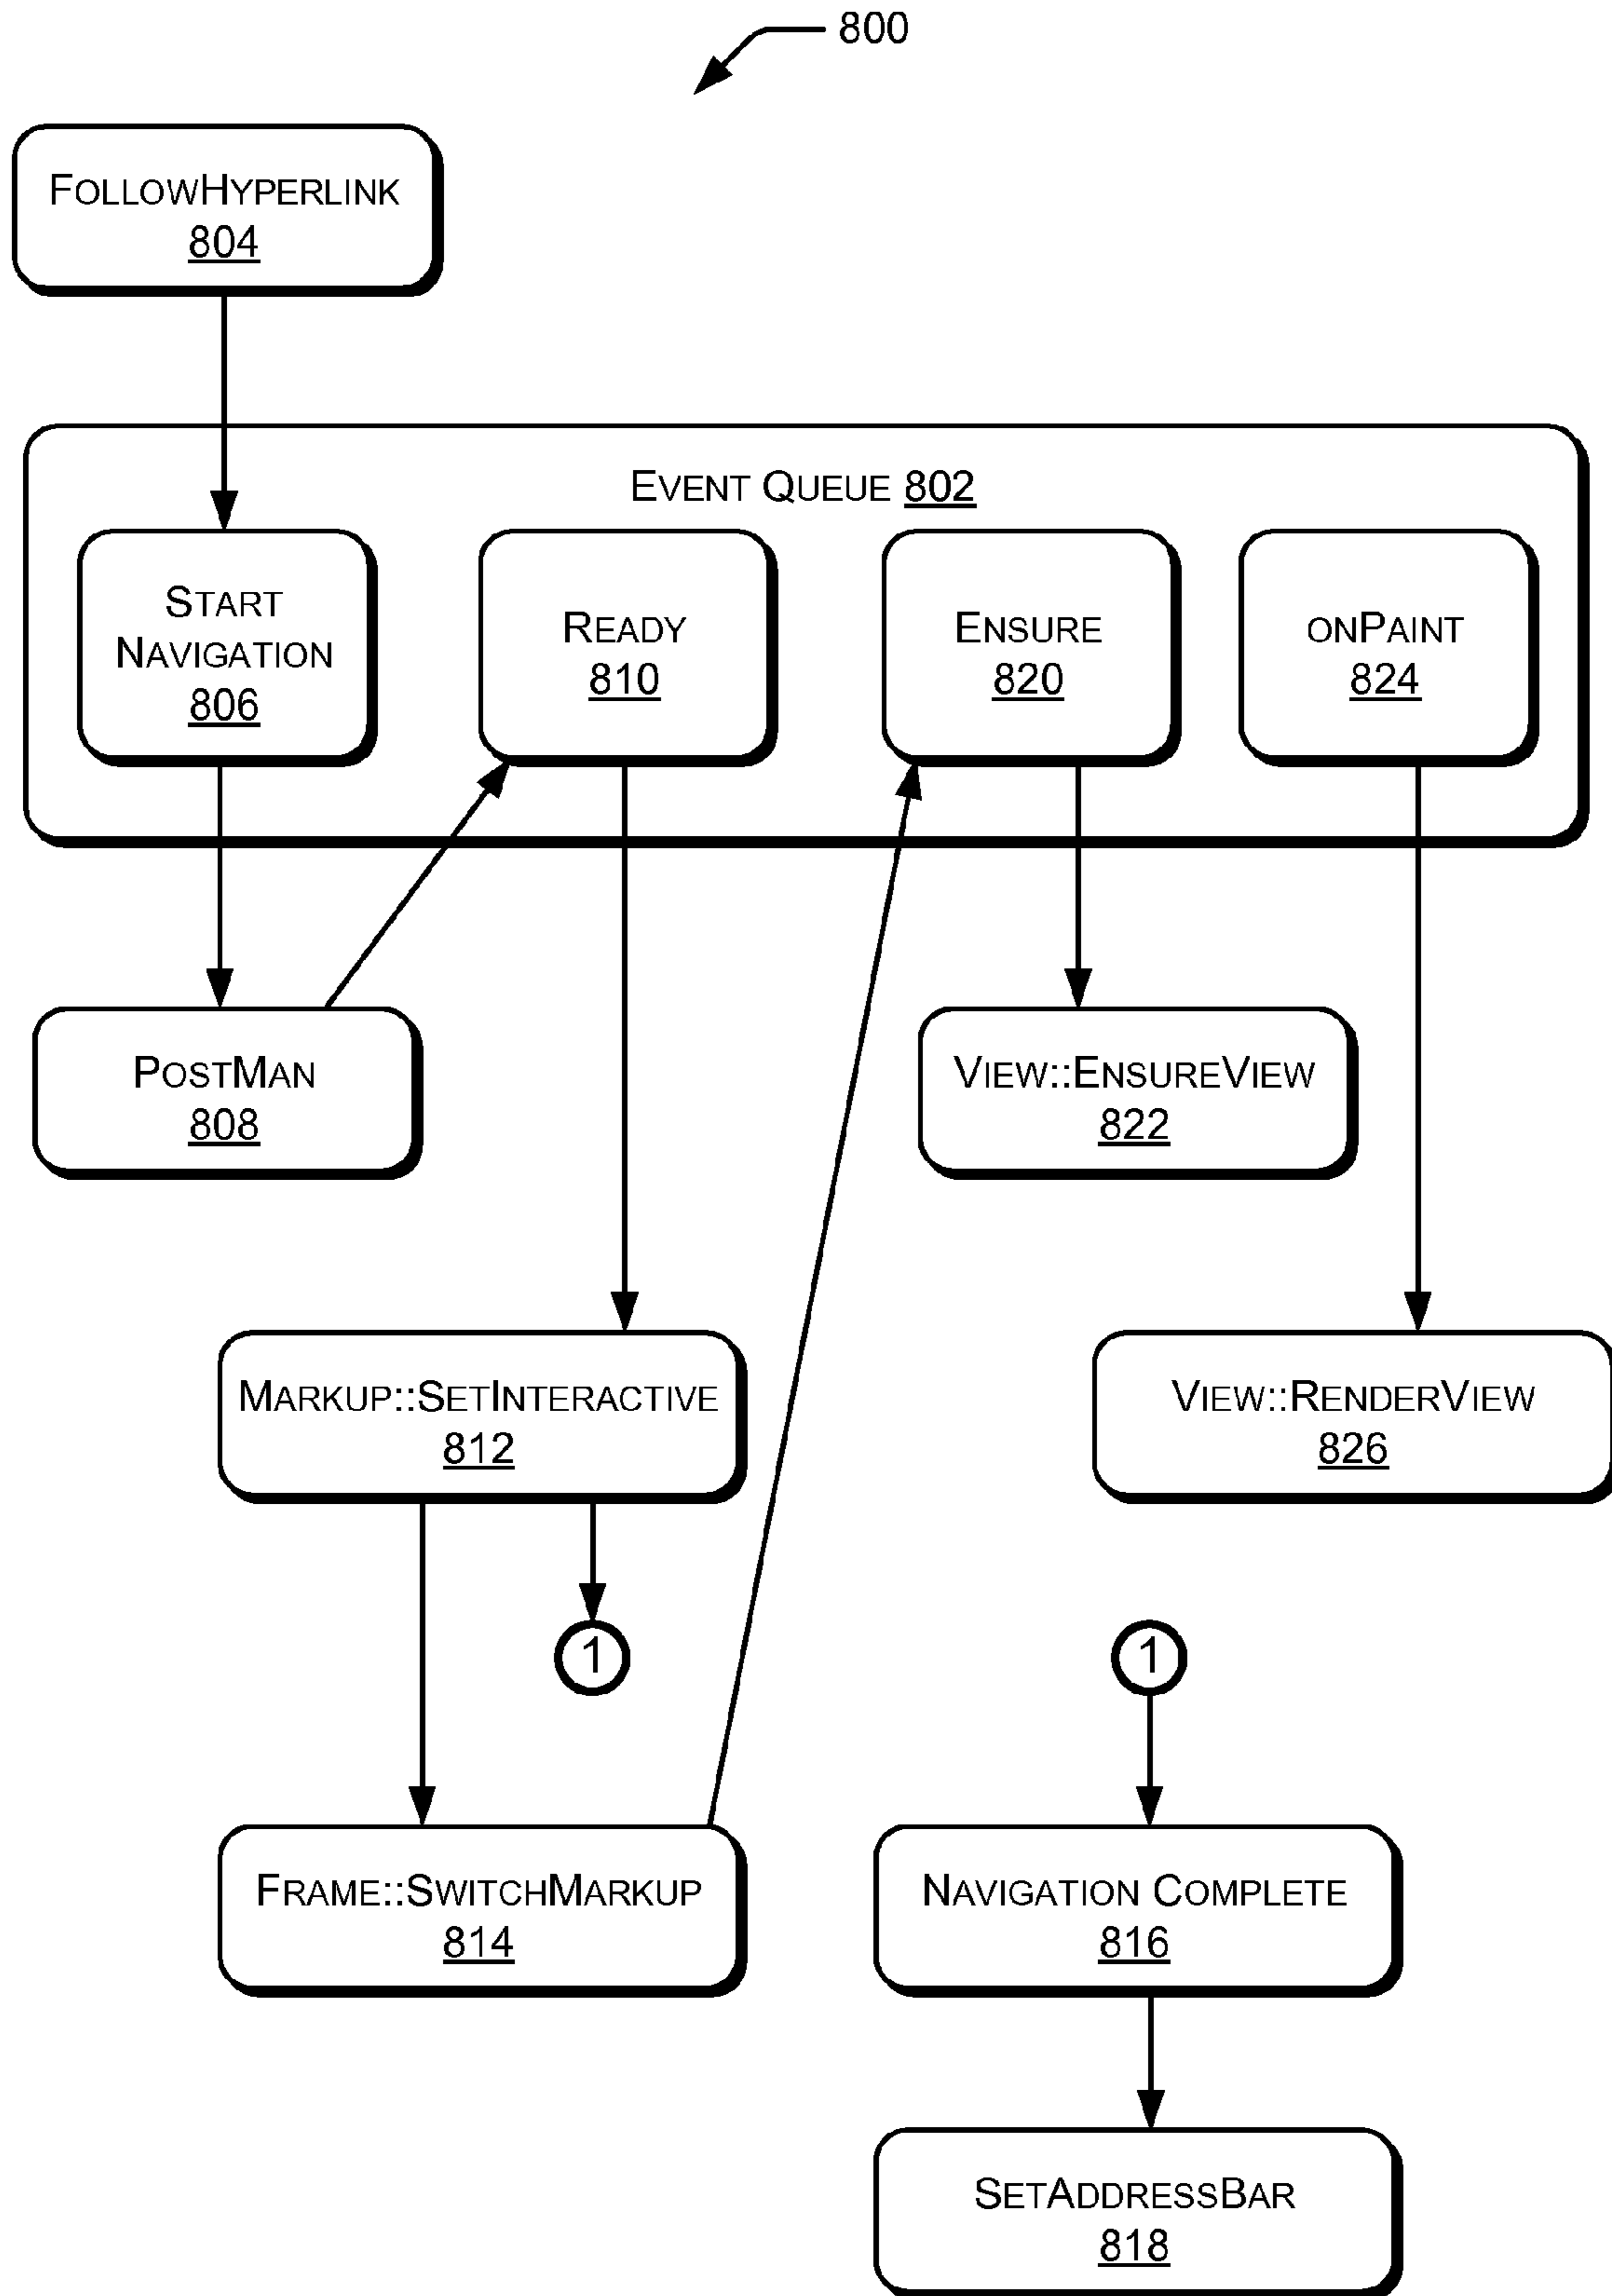 800
FOLLOWHYPERLINK
804
EVENT QUEUE 802
START
NAVIGATION
806
READY
810
ENSURE
820
ONPAINT
824
POSTMAN
808
VIEW::ENSUREVIEW
822
MARKUP::SETINTERACTIVE
812
VIEW::RENDERVIEW
826
1
1
FRAME::SWITCHMARKUP
814
NAVIGATION COMPLETE
816
SETADDRESSBAR
818